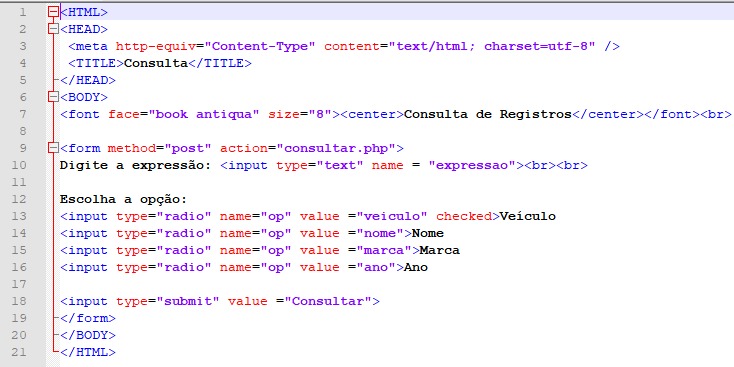 1 <HTML>
2 <HEAD>
3 <meta http-equiv="Content-Type" content="text/html; charset=utf-8" />
4 <TITLE>Consulta</TITLE>
5 </HEAD>
6 <BODY>
7 <font face="book antiqua" size="8"><center>Consulta de Registros</center></font><br>
8
9 <form method="post" action="consultar.php">
10 Digite a expressão: <input type="text" name = "expressao"><br><br>
11
12 Escolha a opção:
13 <input type="radio" name="op" value ="veiculo" checked>Veículo
14 <input type="radio" name="op" value ="nome">Nome
15 <input type="radio" name="op" value ="marca">Marca
16 <input type="radio" name="op" value ="ano">Ano
17
18 <input type="submit" value ="Consultar">
19 </form>
20 </BODY>
21 </HTML>